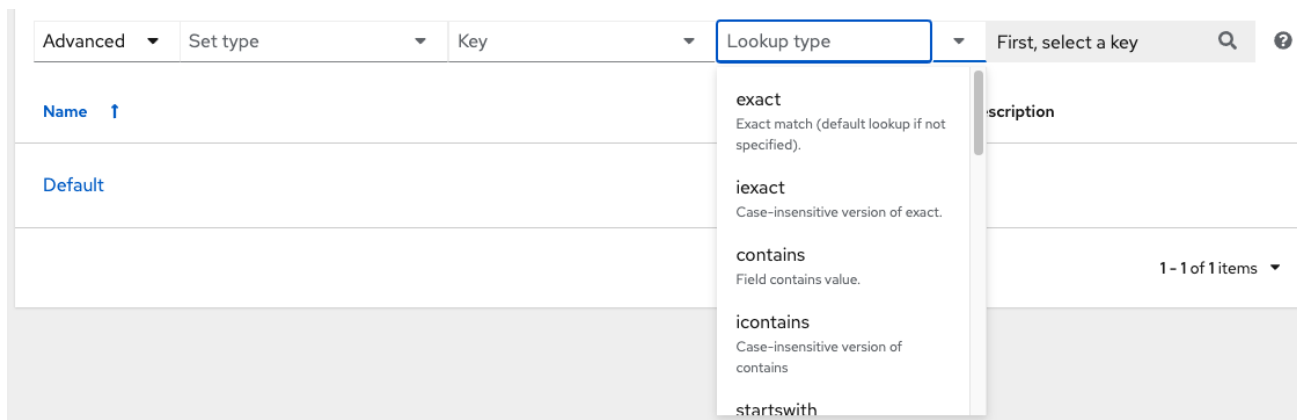 Advanced Set type Key Lookup type First, select a key
Name scription
exact
Exact match (default lookup if not
specified).
Default
iexact
Case-insensitive version of exact.
contains
Field contains value.
1 - 1 of 1 items
icontains
Case-insensitive version of
contains
startswith